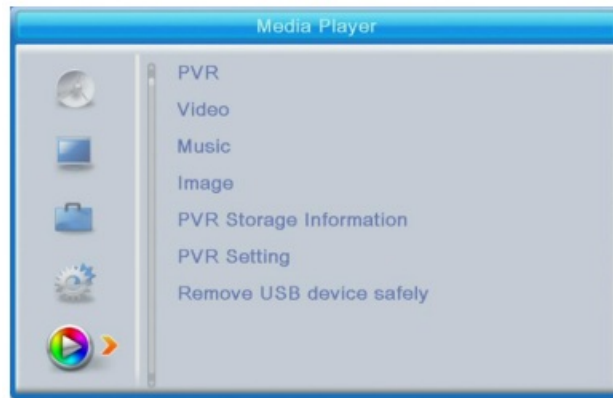 Media Player
PVR
Video
Music
Image
PVR Storage Information
PVR Setting
Remove USB device safely